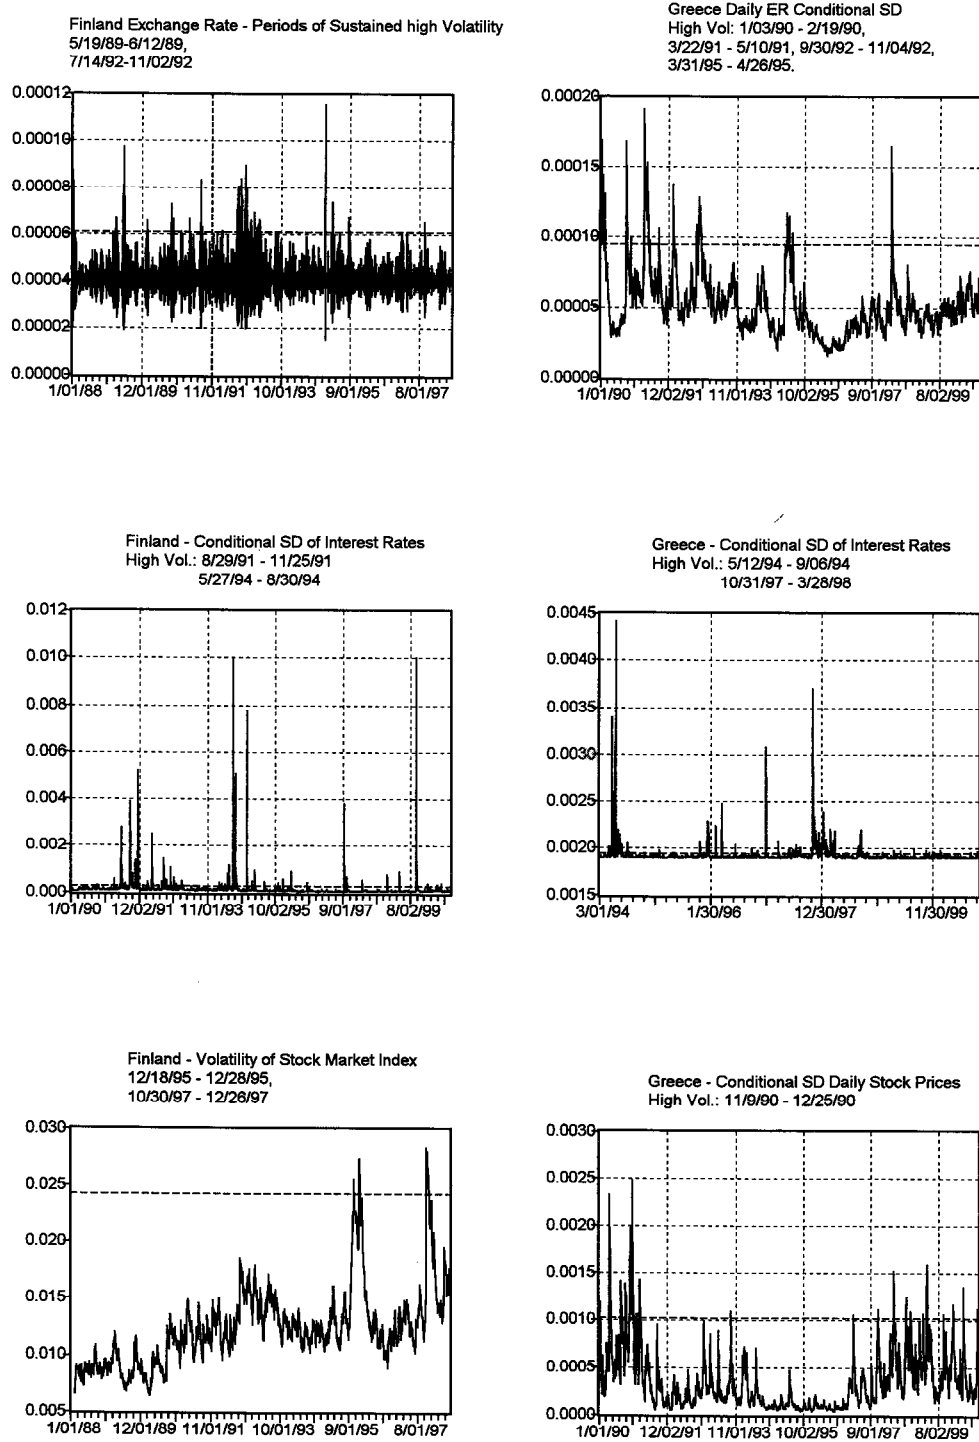 Finland Exchange Rate - Periods of Sustained high Volatility
5/19/89-6/12/89,
7/14/92-11/02/92
0.00012
0.00010
0.00008
0.00006
0.00004
0.00002
0.00000
1/01/88 12/01/89 11/01/91 10/01/93 9/01/95 8/01/97
Greece Daily ER Conditional SD
High Vol: 1/03/90 - 2/19/90,
3/22/91 - 5/10/91, 9/30/92 - 11/04/92,
3/31/95 - 4/26/95.
0.00020
0.00015
0.00010
0.00005
0.00000
1/01/90 12/02/91 11/01/93 10/02/95 9/01/97 8/02/99
Finland - Conditional SD of Interest Rates
High Vol.: 8/29/91 - 11/25/91
5/27/94 - 8/30/94
0.012
0.010
0.008
0.006
0.004
0.002
0.000
1/01/90 12/02/91 11/01/93 10/02/95 9/01/97 8/02/99
Greece - Conditional SD of Interest Rates
High Vol.: 5/12/94 - 9/06/94
10/31/97 - 3/28/98
0.0045
0.0040
0.0035
0.0030
0.0025
0.0020
0.0015
3/01/94 1/30/96 12/30/97 11/30/99
Finland - Volatility of Stock Market Index
12/18/95 - 12/28/95,
10/30/97 - 12/26/97
0.030
0.025
0.020
0.015
0.010
0.005
1/01/88 12/01/89 11/01/91 10/01/93 9/01/95 8/01/97
Greece - Conditional SD Daily Stock Prices
High Vol.: 11/9/90 - 12/25/90
0.0030
0.0025
0.0020
0.0015
0.0010
0.0005
0.0000
1/01/90 12/02/91 11/01/93 10/02/95 9/01/97 8/02/99